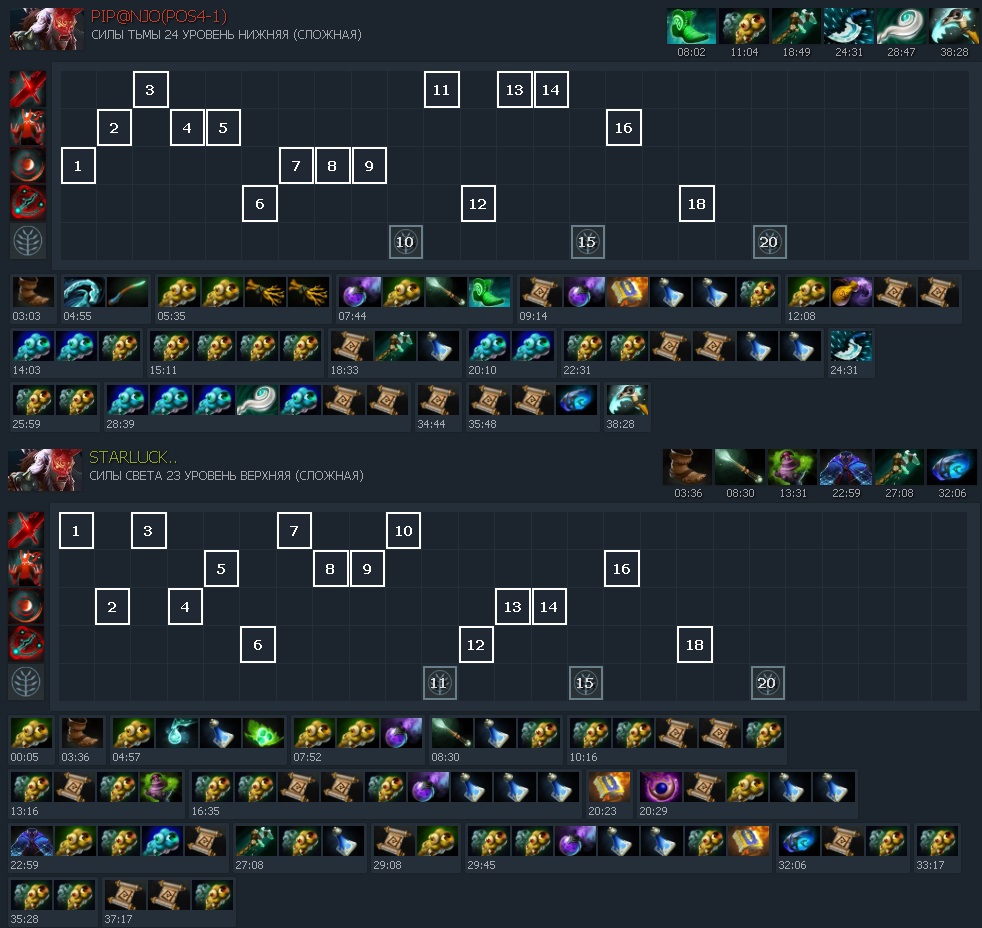 PIP@NJO(POS4-1)
СИЛЫ ТЬМЫ 24 УРОВЕНЬ НИЖНЯЯ (СЛОЖНАЯ)
08:02 11:04 18:49 24:31 28:47 38:28
3 11 13 14
2 4 5 16
1 7 8 9
6 12 18
10 15 20
03:03 04:55 05:35 07:44 09:14 12:08
14:03 15:11 18:33 20:10 22:31 24:31
25:59 28:39 34:44 35:48 38:28
STARLUCK..
СИЛЫ СВЕТА 23 УРОВЕНЬ ВЕРХНЯЯ (СЛОЖНАЯ)
03:36 08:30 13:31 22:59 27:08 32:06
1 3 7 10
5 8 9 16
2 4 13 14
6 12 18
11 15 20
00:05 03:36 04:57 07:52 08:30 10:16
13:16 16:35 20:23 20:29
22:59 27:08 29:08 29:45 32:06 33:17
35:28 37:17